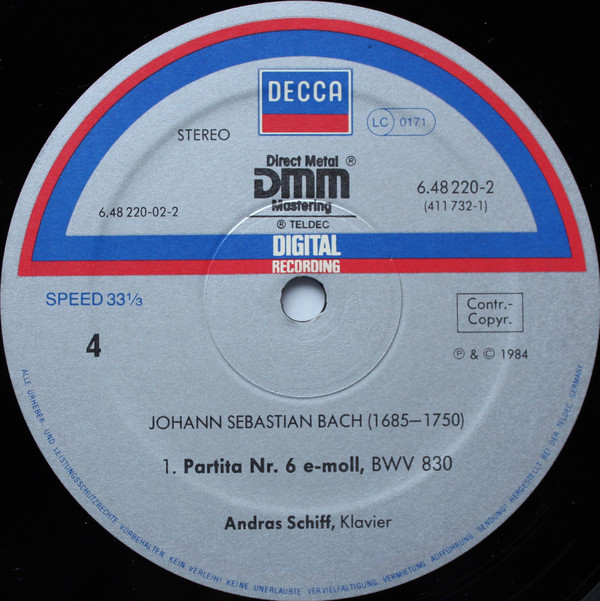 DECCA
LC 0171
STEREO
Direct Metal ®
DMM
Mastering
® TELDEC
6.48 220-2
(411 732-1)
6.48 220-02-2
DIGITAL
RECORDING
SPEED 33⅓
Contr.-
Copyr.
4
℗ & © 1984
JOHANN SEBASTIAN BACH (1685–1750)
1. Partita Nr. 6 e-moll, BWV 830
Andras Schiff, Klavier
ALLE URHEBER- UND LEISTUNGSSCHUTZRECHTE VORBEHALTEN KEIN VERLEIH! KEINE UNERLAUBTE VERVIELFÄLTIGUNG, VERMIETUNG, AUFFÜHRUNG, SENDUNG! HERGESTELLT BEI DER TELDEC GERMANY